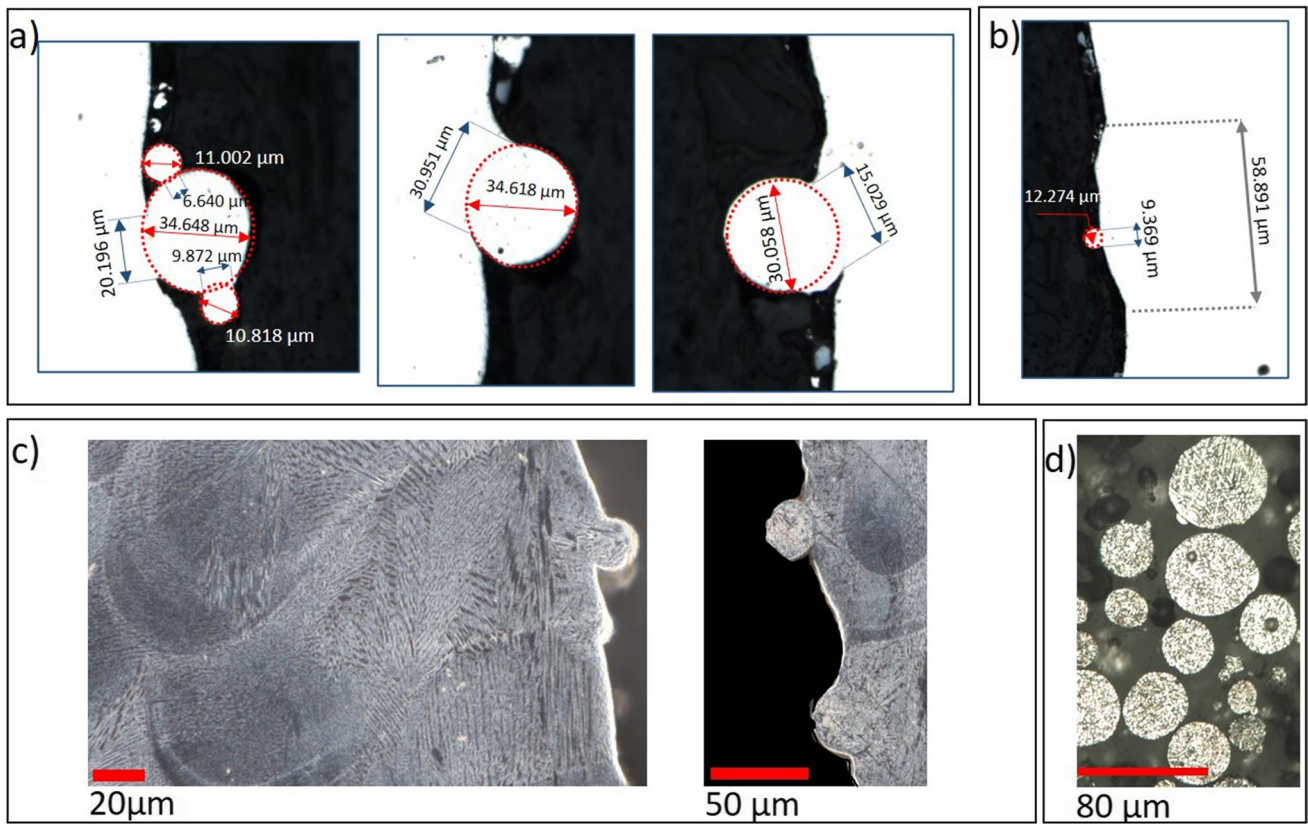 a)
11.002 µm
6.640 µm
34.648 µm
20.196 µm
9.872 µm
10.818 µm
30.951 µm
34.618 µm
30.058 µm
15.029 µm
b)
12.274 µm
9.369 µm
58.891 µm
c)
20µm
50 µm
d)
80 µm